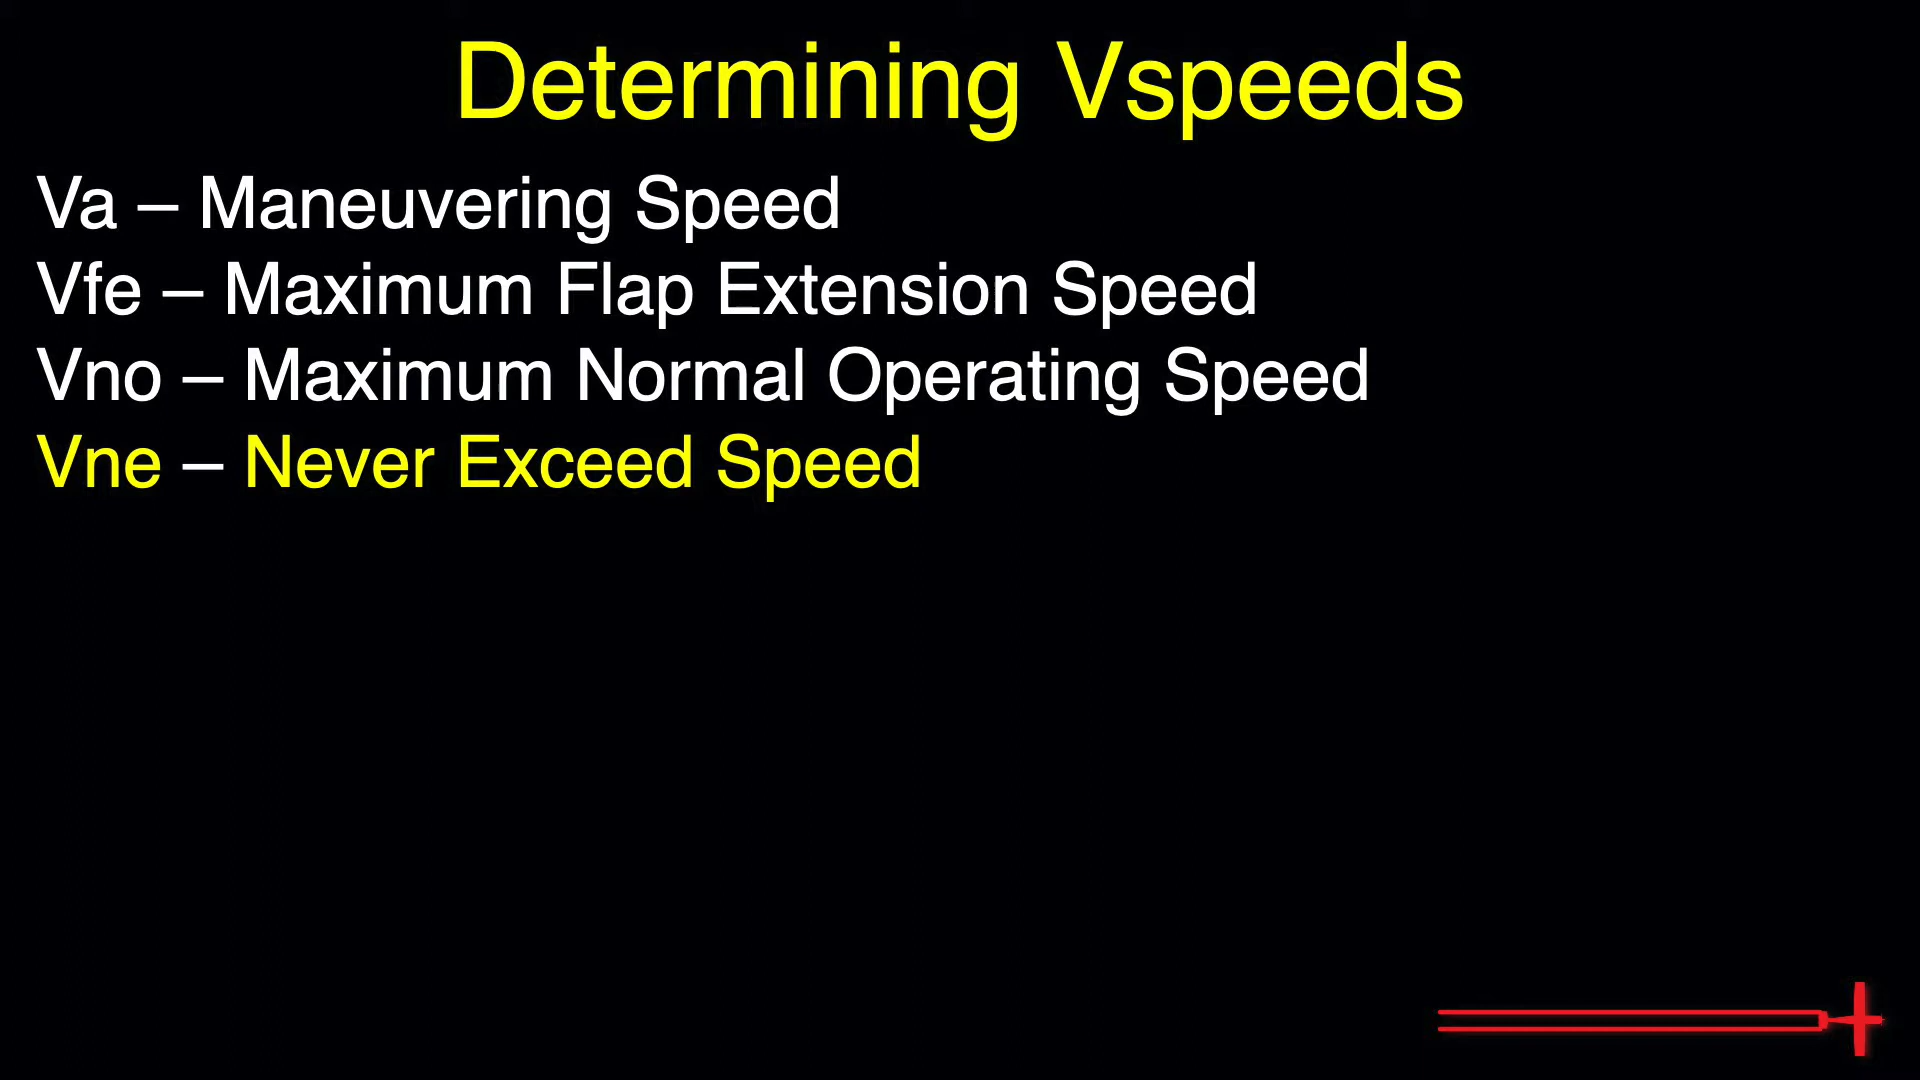 Determining Vspeeds
Va – Maneuvering Speed
Vfe – Maximum Flap Extension Speed
Vno – Maximum Normal Operating Speed
Vne – Never Exceed Speed